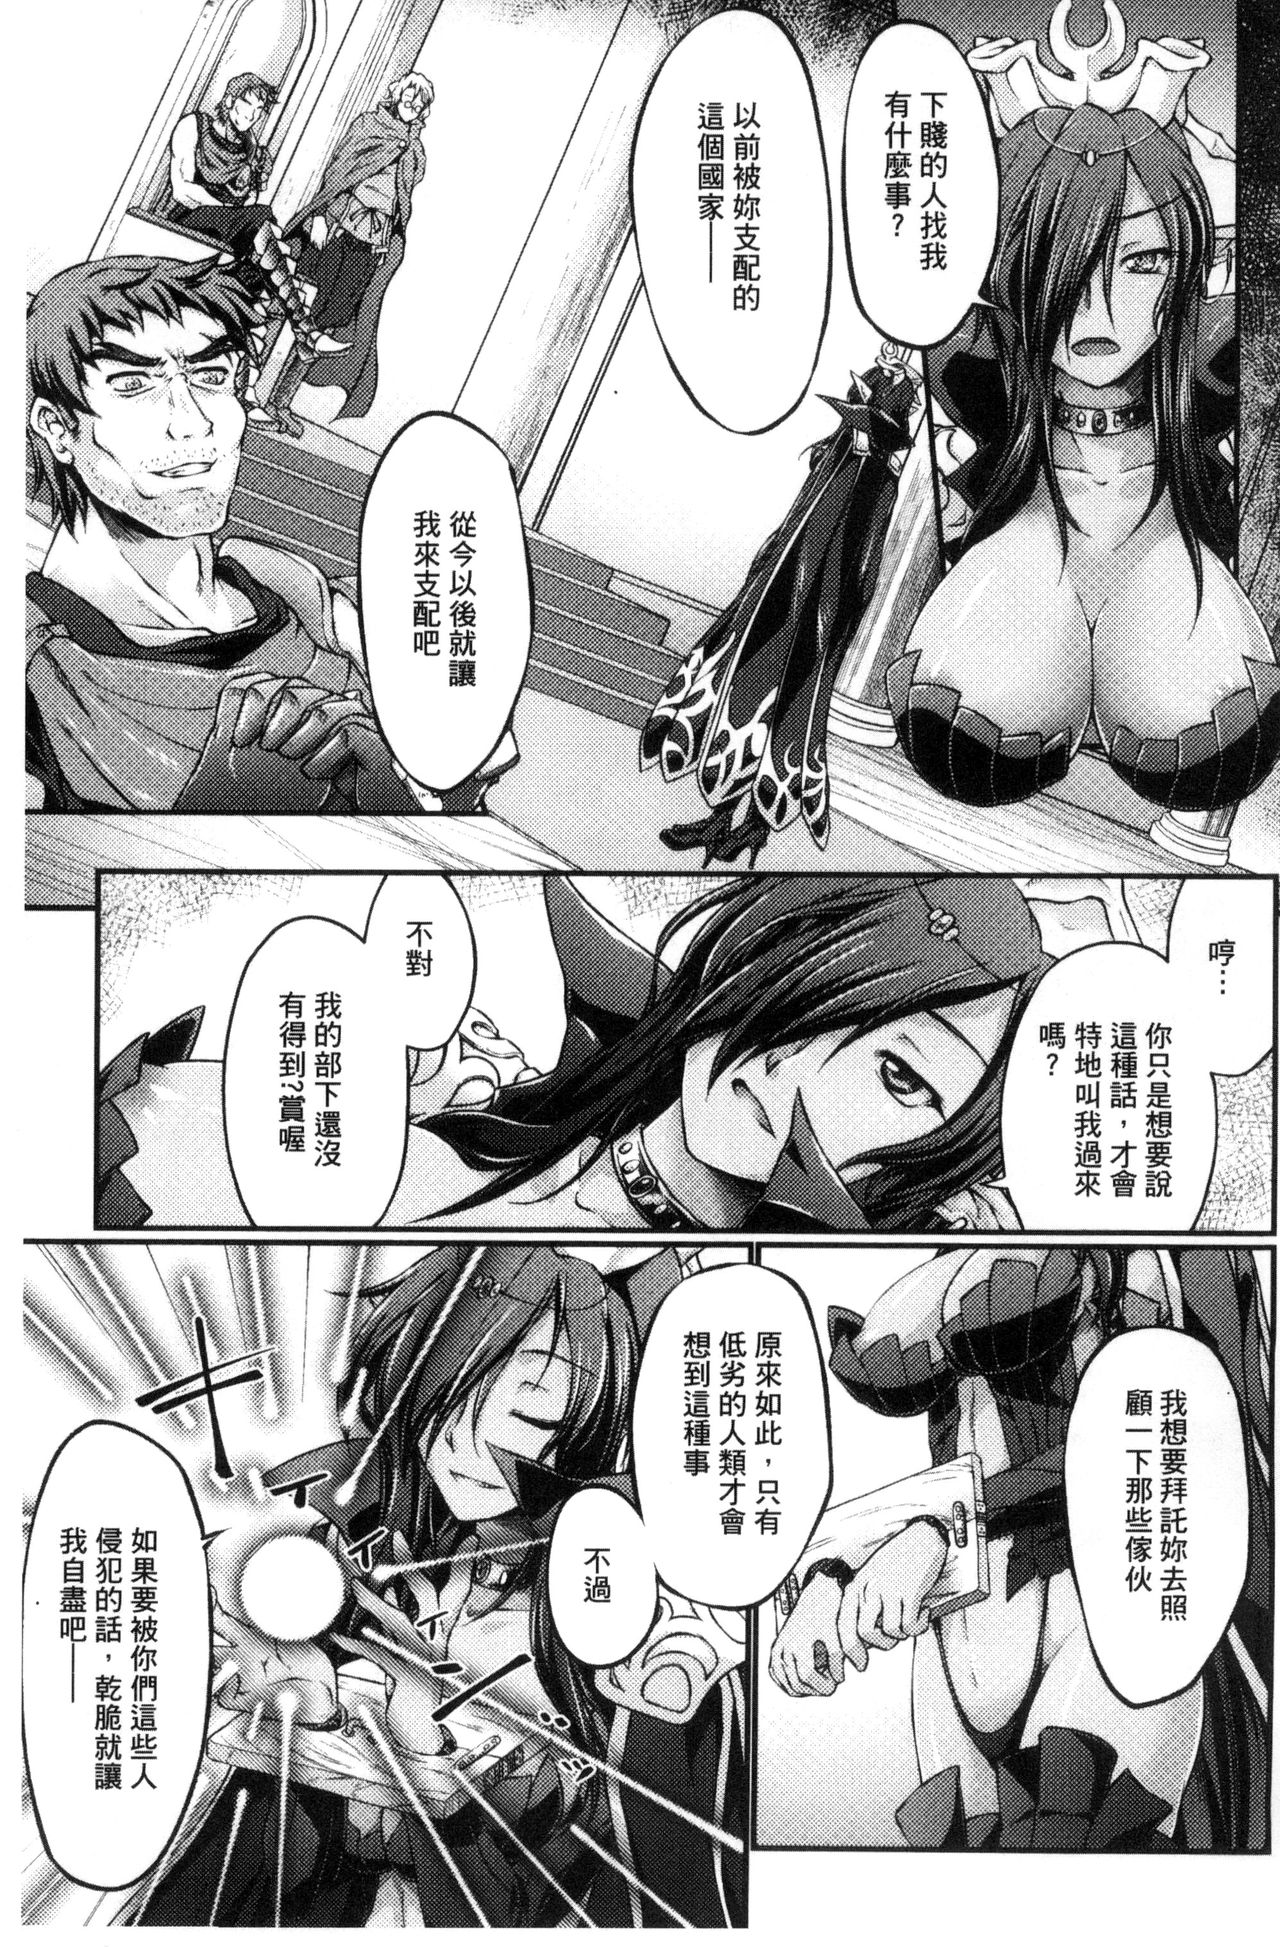 下賤的人找我
有什麼事？
以前被妳支配的
這個國家──
從今以後就讓
我來支配吧
哼…
你只是想要說
這種話，才會
特地叫我過來
嗎？
不對
我的部下還沒
有得到?賞喔
我想要拜託妳去照
顧一下那些傢伙
原來如此，只有
低劣的人類才會
想到這種事
不過
如果要被你們這些人
侵犯的話，乾脆就讓
我自盡吧──
キィィィン